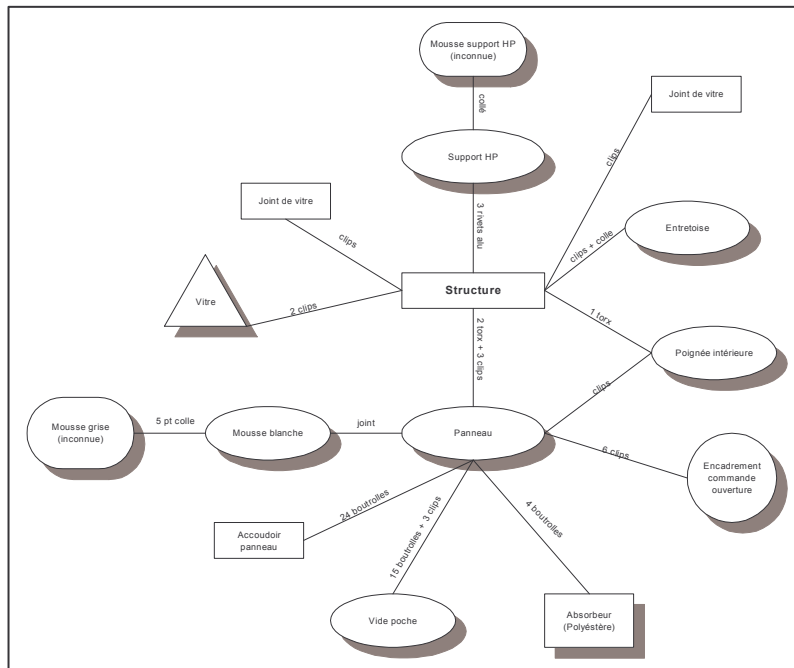 Mousse support HP
(inconnue)
collé
Joint de vitre
clips
Support HP
Joint de vitre
3 rivets alu
clips
clips + colle
Entretoise
Vitre
2 clips
Structure
1 torx
2 torx + 3 clips
Poignée intérieure
clips
Mousse grise
(inconnue)
5 pt colle
Mousse blanche
joint
Panneau
6 clips
Encadrement
commande
ouverture
24 boutrolles
15 boutrolles + 3 clips
4 boutrolles
Accoudoir
panneau
Vide poche
Absorbeur
(Polyéstère)